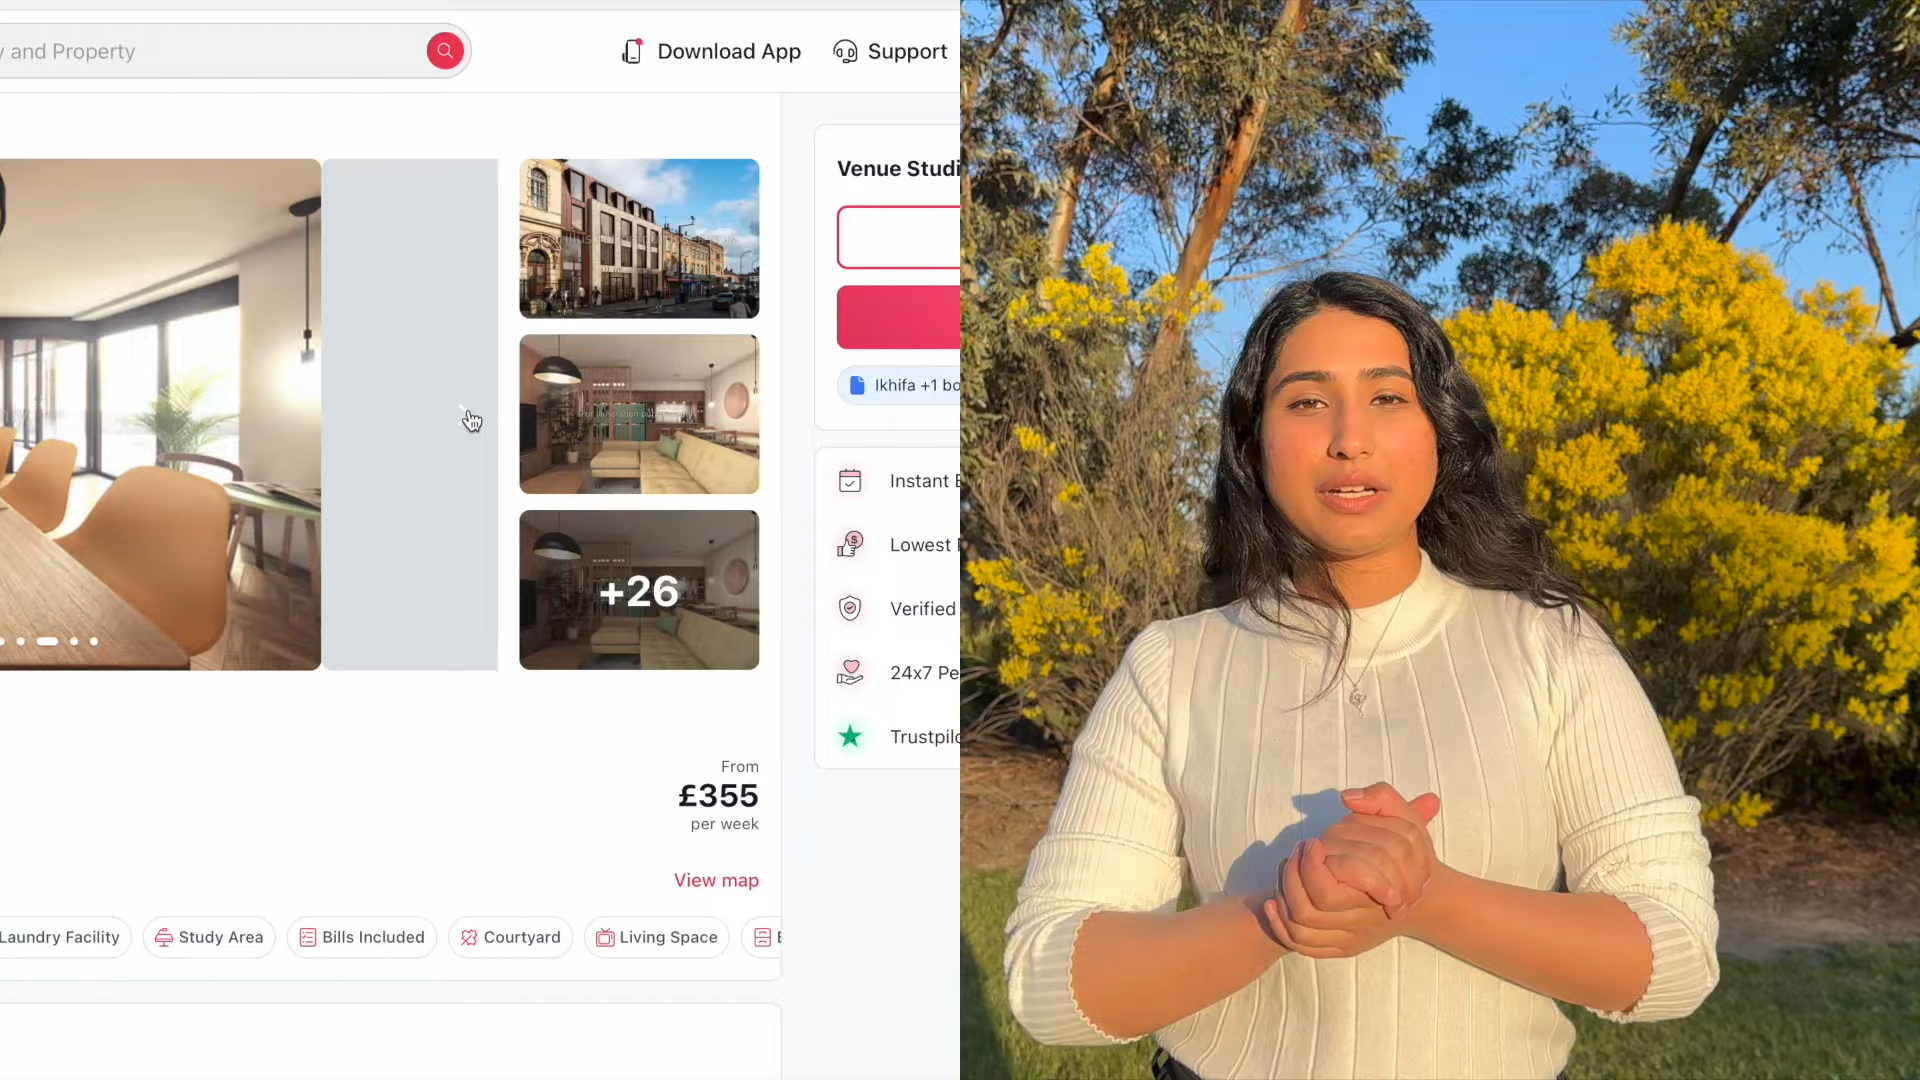 y and Property
Download App
Support
Venue Studi
Ikhifa +1 bo
+26
Instant B
Lowest
Verified
24x7 Pe
Trustpilo
From
£355
per week
View map
Laundry Facility
Study Area
Bills Included
Courtyard
Living Space